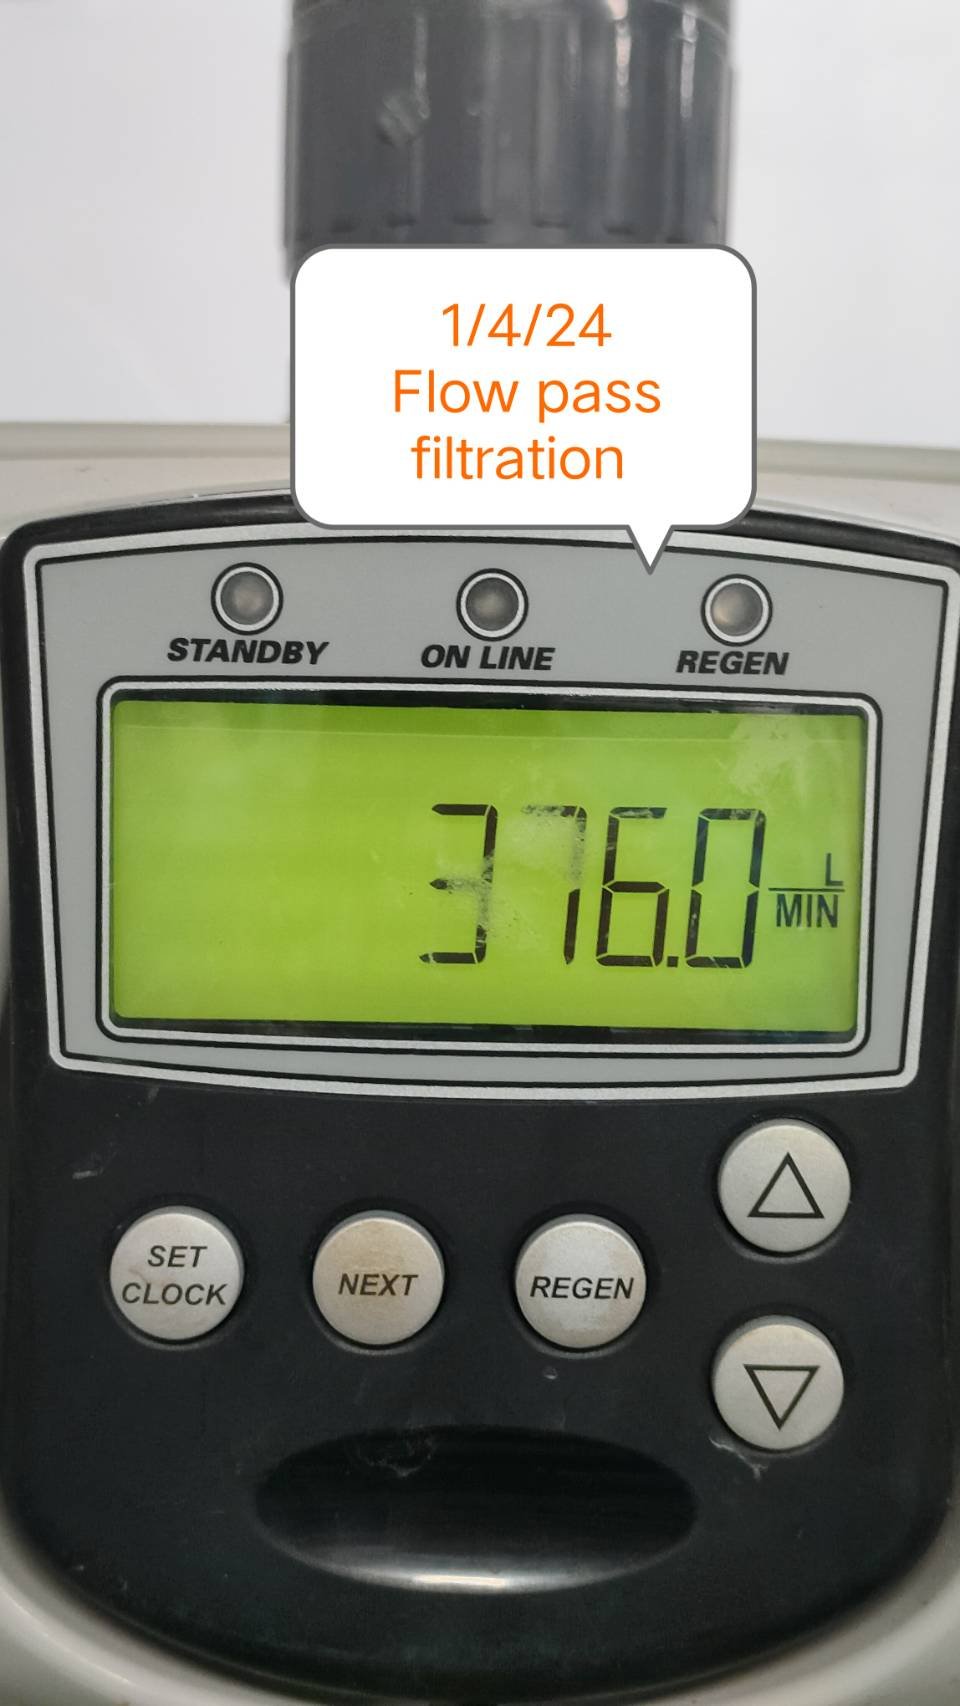 1/4/24
Flow pass
filtration
STANDBY
ON LINE
REGEN
376.0
L
MIN
SET
CLOCK
NEXT
REGEN